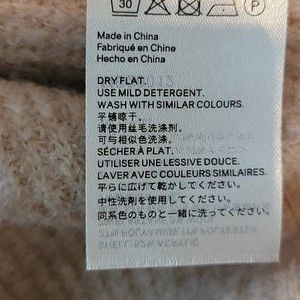 30
P
Made in China
Fabriqué en Chine
Hecho en China
DRY FLAT.
USE MILD DETERGENT.
WASH WITH SIMILAR COLOURS.
平铺晾干。
请使用丝毛洗涤剂。
可与相似色洗涤。
SÉCHER À PLAT.
UTILISER UNE LESSIVE DOUCE.
LAVER AVEC COULEURS SIMILAIRES.
平らに広げて乾かしてください。
中性洗剤を使用してください。
同系色のものと一緒に洗ってください。